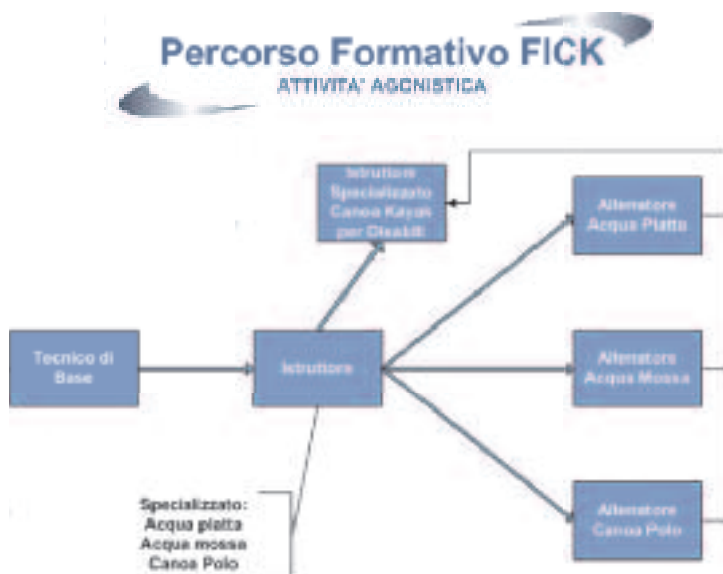 Percorso Formativo FICK
ATTIVITA' AGONISTICA
Istruttore
Specializzato
Canoa Kayak
per Disabili
Allenatore
Acqua Piatta
Tecnico di
Base
Istruttore
Allenatore
Acqua Mossa
Allenatore
Canoa Polo
Specializzato:
Acqua piatta
Acqua mossa
Canoa Polo